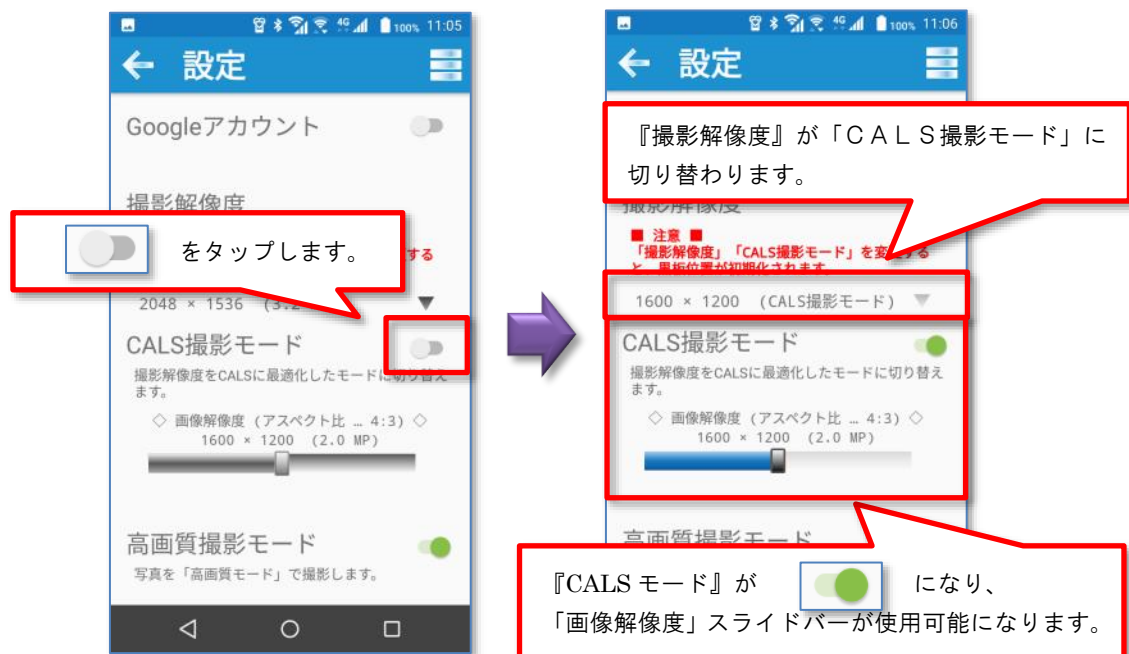 4G 100% 11:05
設定
Googleアカウント
撮影解像度
をタップします。
する
2048 × 1536 (3.2
CALS撮影モード
撮影解像度をCALSに最適化したモードに切り替え
ます。
◇ 画像解像度 (アスペクト比 … 4:3) ◇
1600 × 1200 (2.0 MP)
高画質撮影モード
写真を「高画質モード」で撮影します。
4G 100% 11:06
設定
『撮影解像度』が「ＣＡＬＳ撮影モード」に
切り替わります。
撮影解像度
■ 注意 ■
「撮影解像度」「CALS撮影モード」を変更する
と、黒板位置が初期化されます。
1600 × 1200 (CALS撮影モード)
CALS撮影モード
撮影解像度をCALSに最適化したモードに切り替え
ます。
◇ 画像解像度 (アスペクト比 … 4:3) ◇
1600 × 1200 (2.0 MP)
高画質撮影モード
『CALS モード』が になり、
「画像解像度」スライドバーが使用可能になります。